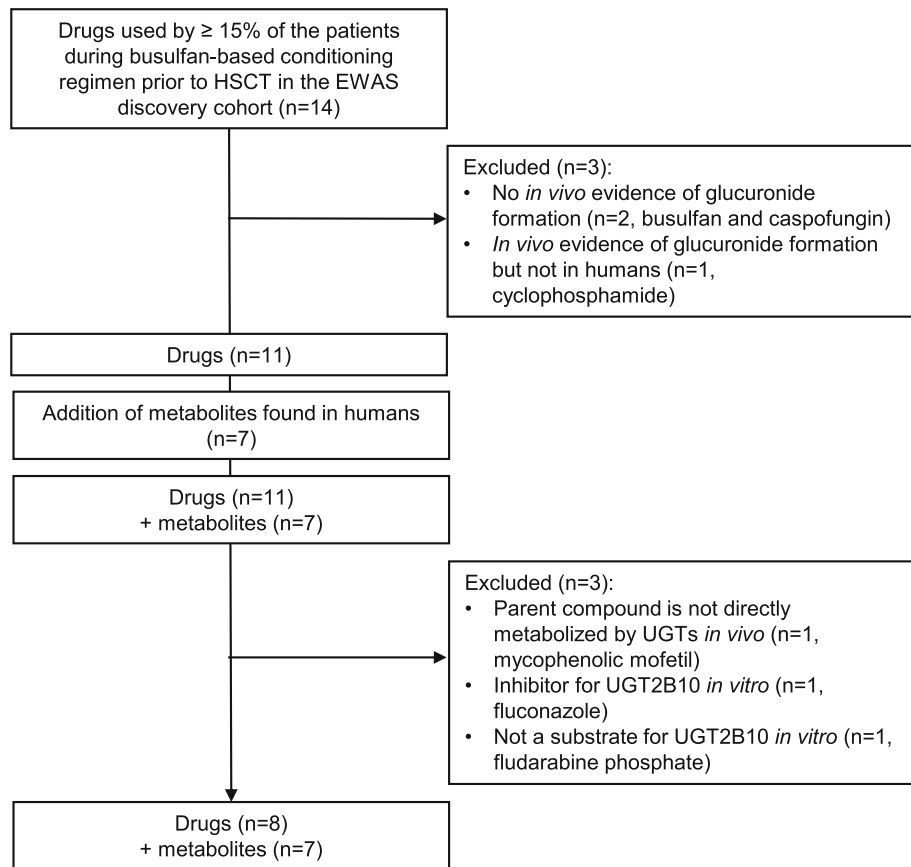 Drugs used by ≥ 15% of the patients
during busulfan-based conditioning
regimen prior to HSCT in the EWAS
discovery cohort (n=14)
Excluded (n=3):
• No in vivo evidence of glucuronide
formation (n=2, busulfan and caspofungin)
• In vivo evidence of glucuronide formation
but not in humans (n=1,
cyclophosphamide)
Drugs (n=11)
Addition of metabolites found in humans
(n=7)
Drugs (n=11)
+ metabolites (n=7)
Excluded (n=3):
• Parent compound is not directly
metabolized by UGTs in vivo (n=1,
mycophenolic mofetil)
• Inhibitor for UGT2B10 in vitro (n=1,
fluconazole)
• Not a substrate for UGT2B10 in vitro (n=1,
fludarabine phosphate)
Drugs (n=8)
+ metabolites (n=7)